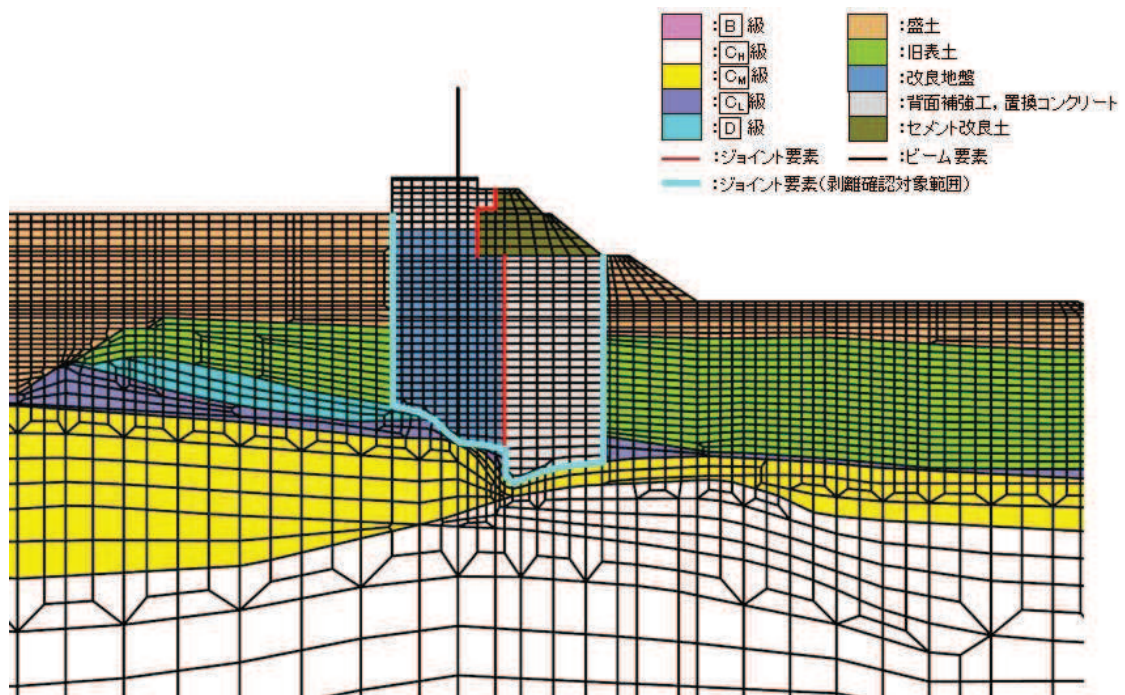 :B級
:CH級
:CM級
:CL級
:D級
:ジョイント要素
:ジョイント要素(剥離確認対象範囲)
:盛土
:旧表土
:改良地盤
:背面補強工,置換コンクリート
:セメント改良土
:ビーム要素